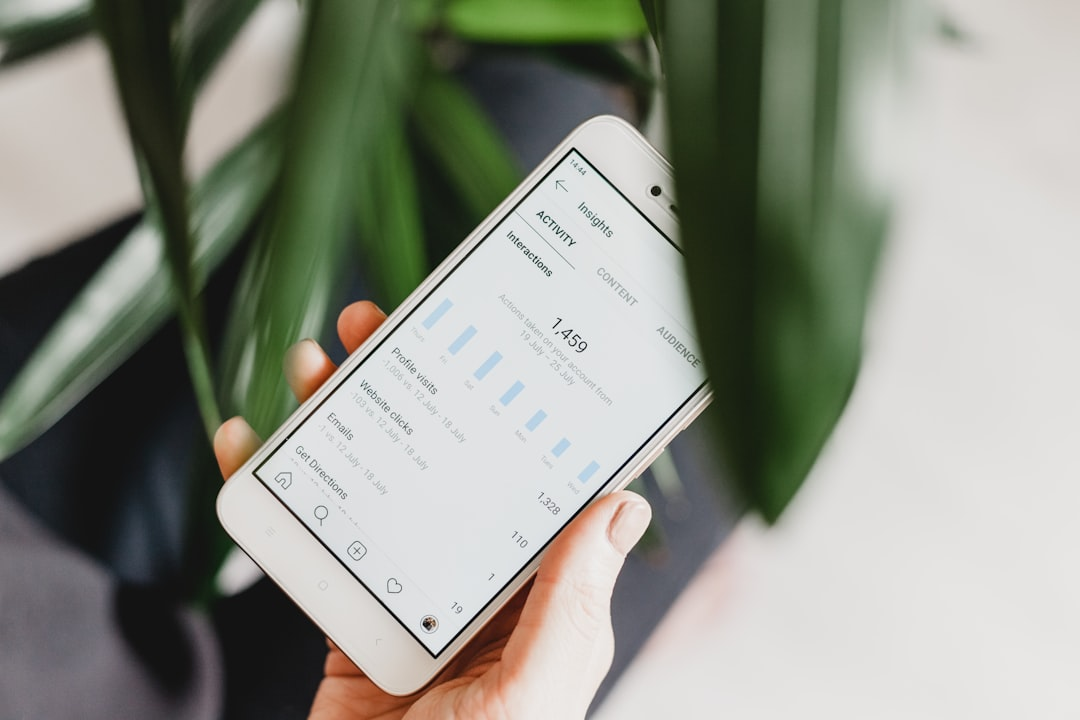 14:44
Insights
ACTIVITY
CONTENT
AUDIENCE
Interactions
1,459
Actions taken on your account from
19 July – 25 July
Thurs
Fri
Sat
Sun
Mon
Tues
Wed
Profile visits
1,328
-1,006 vs. 12 July - 18 July
Website clicks
110
-103 vs. 12 July - 18 July
Emails
1
-1 vs. 12 July - 18 July
Get Directions
19